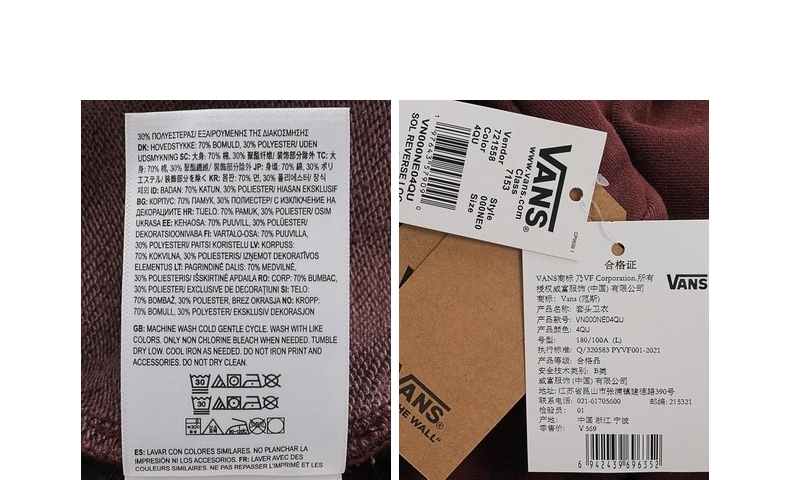 30% ΠΟΛΥΕΣΤΕΡΑΣ/ ΕΞΑΙΡΟΥΜΕΝΗΣ ΤΗΣ ΔΙΑΚΟΣΜΗΣΗΣ
DK: HOVEDSTYKKE: 70% BOMULD, 30% POLYESTER/ UDEN
UDSMYKNING SC: 大身: 70% 棉, 30% 聚酯纤维/ 装饰部分除外 TC: 大
身: 70% 棉, 30% 聚酯纖維/ 裝飾部分除外 JP: 身頃: 70% 綿, 30% ポリ
エステル/ 装飾部分を除く KR: 몸판: 70% 면, 30% 폴리에스터/ 장식
제외 ID: BADAN: 70% KATUN, 30% POLIESTER/ HIASAN EKSKLUSIF
BG: КОРПУС: 70% ПАМУК, 30% ПОЛИЕСТЕР/ С ИЗКЛЮЧЕНИЕ НА
ДЕКОРАЦИИТЕ HR: TIJELO: 70% PAMUK, 30% POLIESTER/ OSIM
UKRASA EE: KEHAOSA: 70% PUUVILL, 30% POLÜESTER/
DEKORATSIOONIVABA FI: VARTALO-OSA: 70% PUUVILLA,
30% POLYESTERI/ PAITSI KORISTELU LV: KORPUSS:
70% KOKVILNA, 30% POLIESTERS/ IZŅEMOT DEKORATĪVOS
ELEMENTUS LT: PAGRINDINĖ DALIS: 70% MEDVILNĖ,
30% POLIESTERIS/ IŠSKIRTINĖ APDAILA RO: CORP: 70% BUMBAC,
30% POLIESTER/ EXCLUSIV DE DECORAȚIUNI SI: TELO:
70% BOMBAŽ, 30% POLIESTER, BREZ OKRASJA NO: KROPP:
70% BOMULL, 30% POLYESTER/ EKSKLUSIV DEKORASJON
GB: MACHINE WASH COLD GENTLE CYCLE. WASH WITH LIKE
COLORS. ONLY NON CHLORINE BLEACH WHEN NEEDED. TUMBLE
DRY LOW. COOL IRON AS NEEDED. DO NOT IRON PRINT AND
ACCESSORIES. DO NOT DRY CLEAN.
30
30
ES: LAVAR CON COLORES SIMILARES. NO PLANCHAR LA
IMPRESIÓN NI LOS ACCESORIOS. FR: LAVER AVEC DES
COULEURS SIMILAIRES. NE PAS REPASSER L'IMPRIMÉ ET LES
VANS
www.vans.com
Class
7153
Style
000NE0
Size
Vendor
721568
Color
4QU
VN000NE04QU
VANS
THE WALL"
合格证
VANS
VANS商标 乃VF Corporation.所有
授权威富服饰 (中国) 有限公司
商标: Vans (范斯)
产品名称: 套头卫衣
产品款号: VN000NE04QU
产品颜色: 4QU
号型: 180/100A (L)
执行标准: Q/320583 PYVF001-2021
产品等级: 合格品
安全技术类别: B类
威富服饰 (中国) 有限公司
地址: 江苏省昆山市张浦镇建德路390号
联系电话: 021-61705600 邮编: 215321
检验员: 01
产地: 中国 浙江 宁波
零售价: ￥569
6 942439 696352